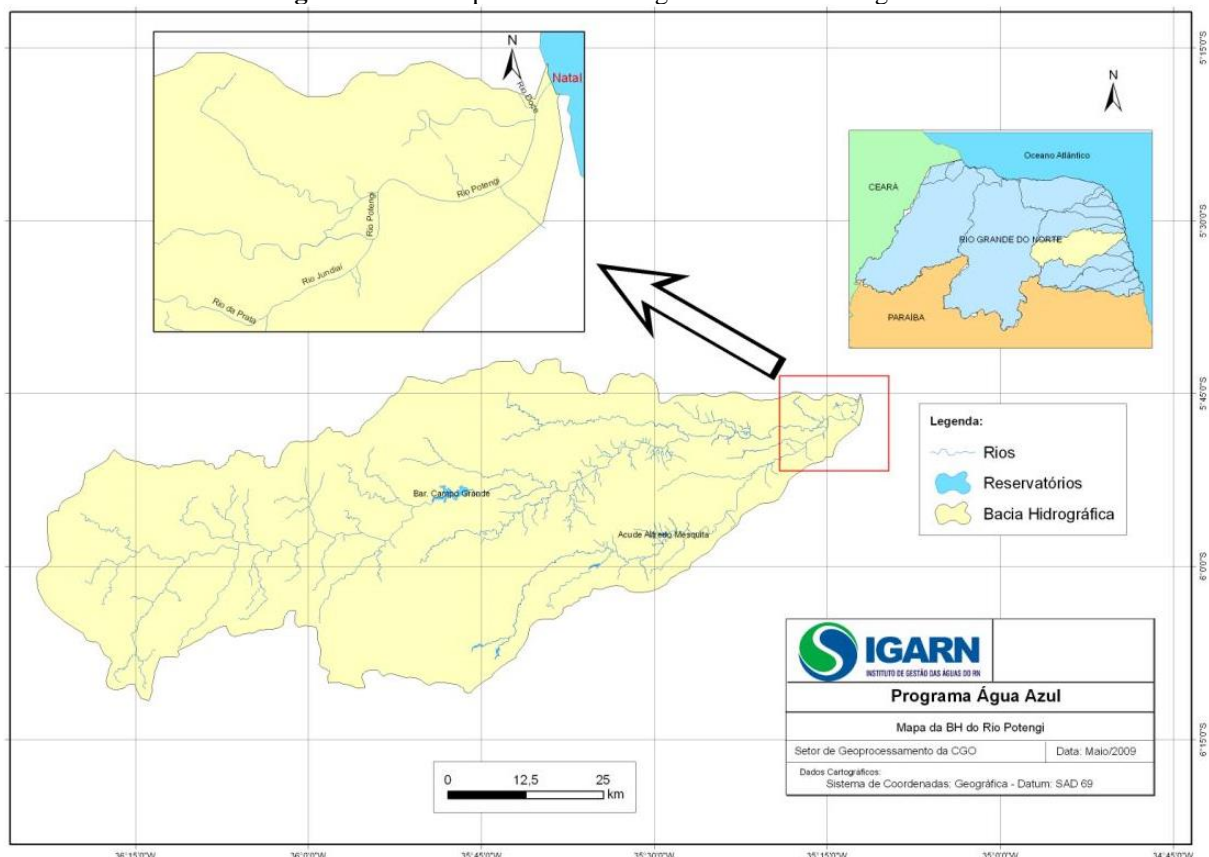 N
Natal
Rio Doce
Rio Potengi
Rio Potengi
Rio Jundiaí
Rio da Prata
N
Oceano Atlântico
CEARÁ
RIO GRANDE DO NORTE
PARAÍBA
5°15'0"S
5°30'0"S
5°45'0"S
6°0'0"S
6°15'0"S
Bar. Campo Grande
Acude Alfredo Mesquita
Legenda:
Rios
Reservatórios
Bacia Hidrográfica
IGARN
INSTITUTO DE GESTÃO DAS ÁGUAS DO RN
Programa Água Azul
Mapa da BH do Rio Potengi
Setor de Geoprocessamento da CGO
Data: Maio/2009
Dados Cartográficos:
Sistema de Coordenadas: Geográfica - Datum: SAD 69
0 12,5 25
km
36°15'0"W 36°0'0"W 35°45'0"W 35°30'0"W 35°15'0"W 35°0'0"W 34°45'0"W